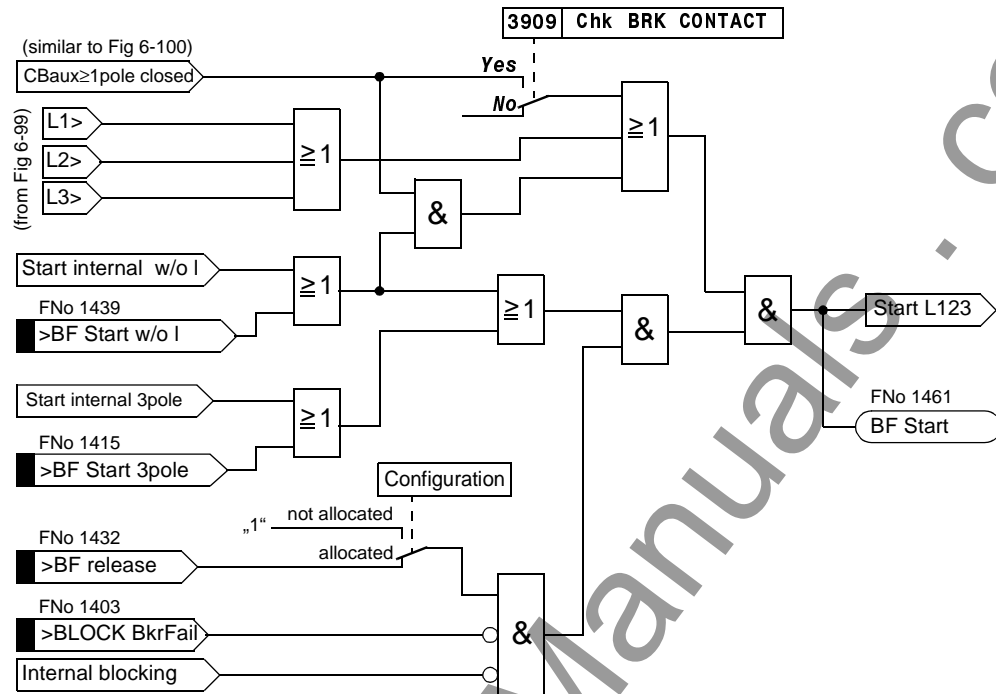 3909 Chk BRK CONTACT
(similar to Fig 6-100)
CBaux≥1pole closed
Yes
No
(from Fig 6-99)
L1>
L2>
L3>
≧1
≧1
&
Start internal w/o I
FNo 1439
>BF Start w/o I
≧1
≧1
&
&
Start L123
FNo 1461
BF Start
Start internal 3pole
FNo 1415
>BF Start 3pole
≧1
Configuration
„1“ not allocated
allocated
FNo 1432
>BF release
FNo 1403
>BLOCK BkrFail
Internal blocking
&
Manuals . c